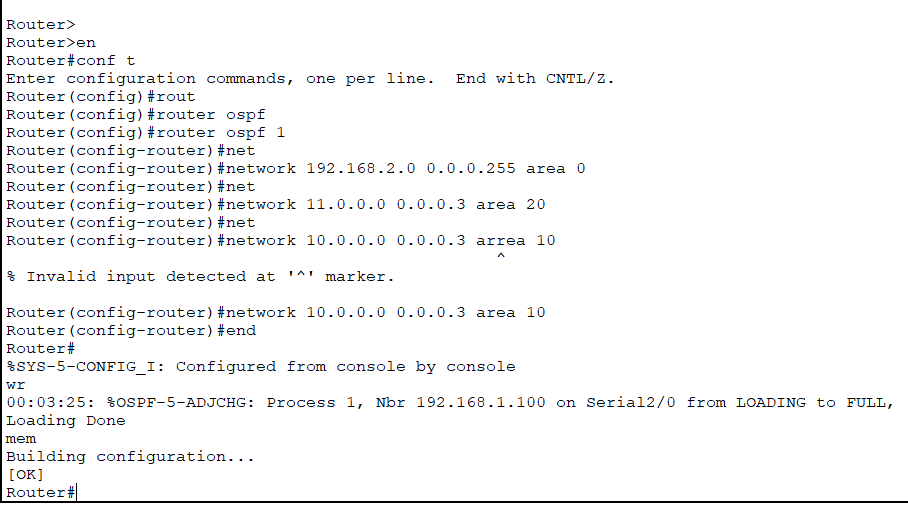 Router>
Router>en
Router#conf t
Enter configuration commands, one per line.  End with CNTL/Z.
Router(config)#rout
Router(config)#router ospf
Router(config)#router ospf 1
Router(config-router)#net
Router(config-router)#network 192.168.2.0 0.0.0.255 area 0
Router(config-router)#net
Router(config-router)#network 11.0.0.0 0.0.0.3 area 20
Router(config-router)#net
Router(config-router)#network 10.0.0.0 0.0.0.3 arrea 10
^
% Invalid input detected at '^' marker.
Router(config-router)#network 10.0.0.0 0.0.0.3 area 10
Router(config-router)#end
Router#
%SYS-5-CONFIG_I: Configured from console by console
wr
00:03:25: %OSPF-5-ADJCHG: Process 1, Nbr 192.168.1.100 on Serial2/0 from LOADING to FULL,
Loading Done
mem
Building configuration...
[OK]
Router#